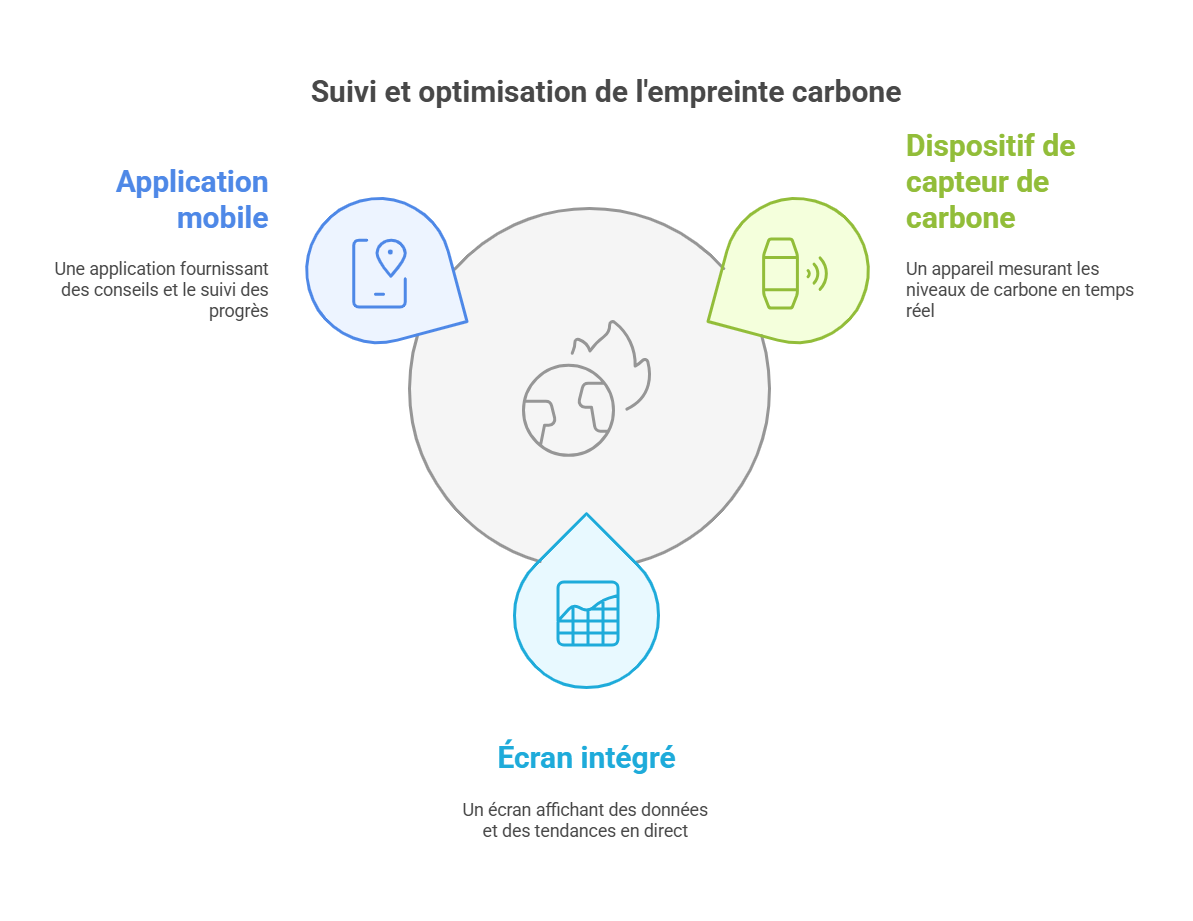 Suivi et optimisation de l'empreinte carbone
Application
mobile
Une application fournissant
des conseils et le suivi des
progrès
Dispositif de
capteur de
carbone
Un appareil mesurant les
niveaux de carbone en temps
réel
Écran intégré
Un écran affichant des données
et des tendances en direct